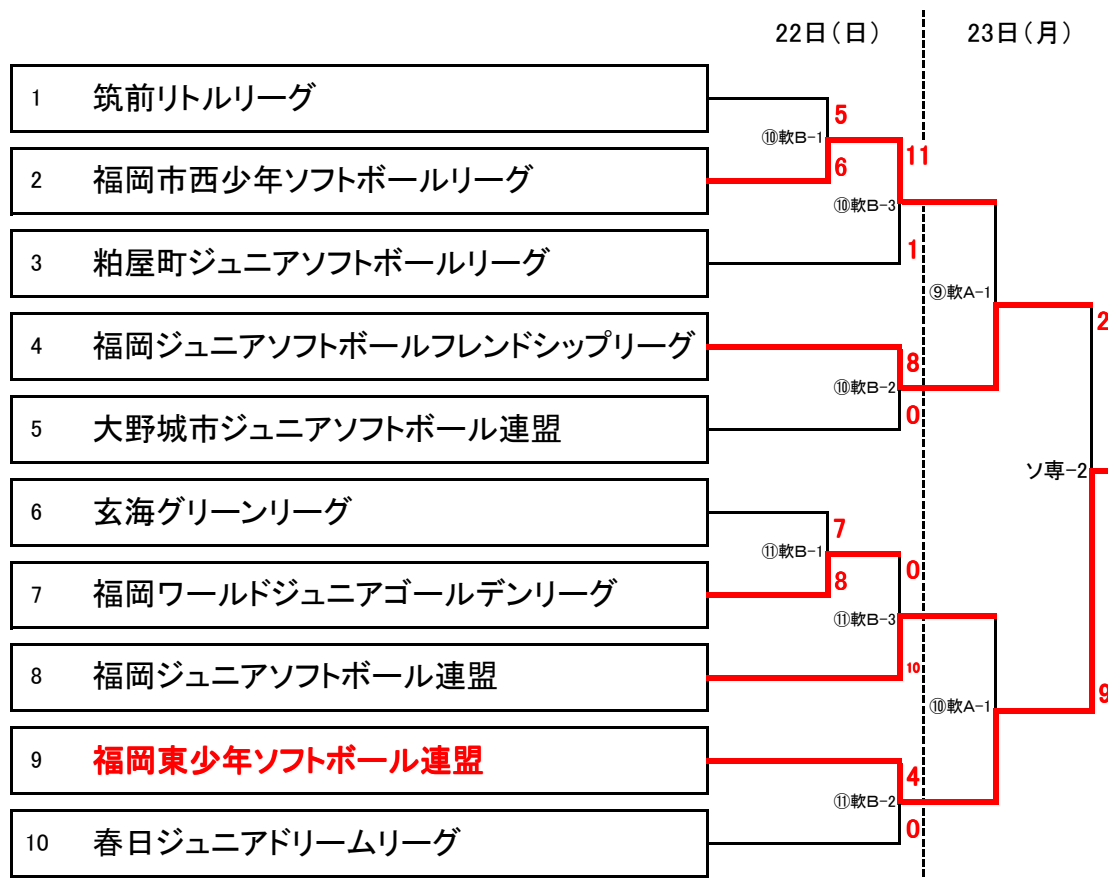 22日(日) 23日(月)
1 筑前リトルリーグ
5
⑩軟B-1
11
2 福岡市西少年ソフトボールリーグ
6
⑩軟B-3
3 粕屋町ジュニアソフトボールリーグ
1
⑨軟A-1
2
4 福岡ジュニアソフトボールフレンドシップリーグ
8
⑩軟B-2
0
5 大野城市ジュニアソフトボール連盟
ソ専-2
6 玄海グリーンリーグ
7
⑪軟B-1
0
7 福岡ワールドジュニアゴールデンリーグ
8
⑪軟B-3
8 福岡ジュニアソフトボール連盟
10
⑩軟A-1
9
9 福岡東少年ソフトボール連盟
4
⑪軟B-2
0
10 春日ジュニアドリームリーグ